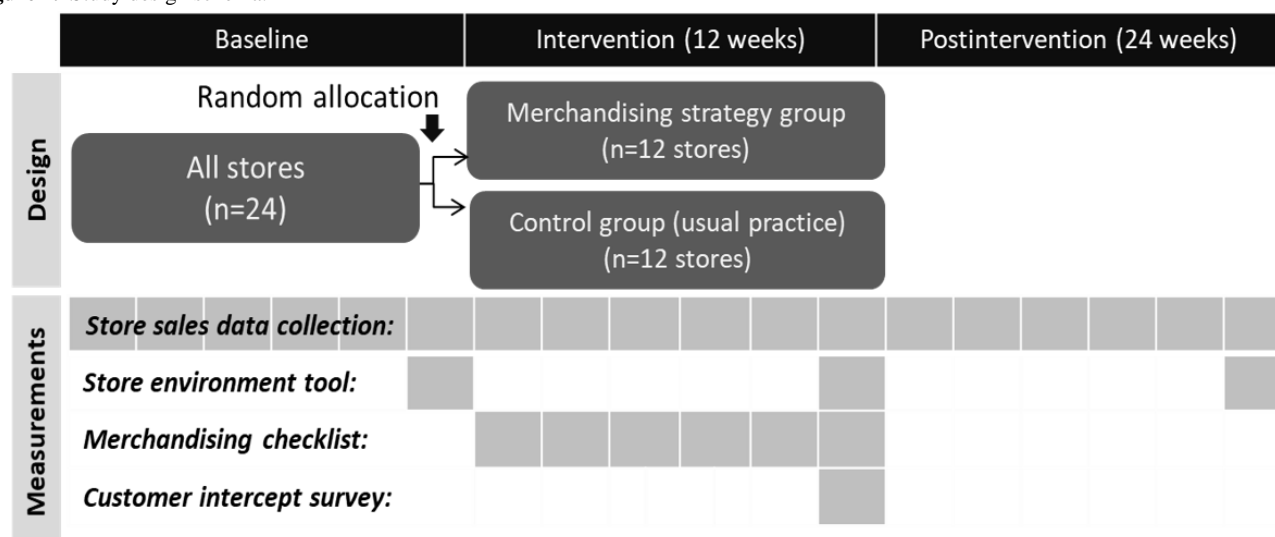 Baseline
Intervention (12 weeks)
Postintervention (24 weeks)
Design
Random allocation
All stores
(n=24)
Merchandising strategy group
(n=12 stores)
Control group (usual practice)
(n=12 stores)
Measurements
Store sales data collection:
Store environment tool:
Merchandising checklist:
Customer intercept survey: